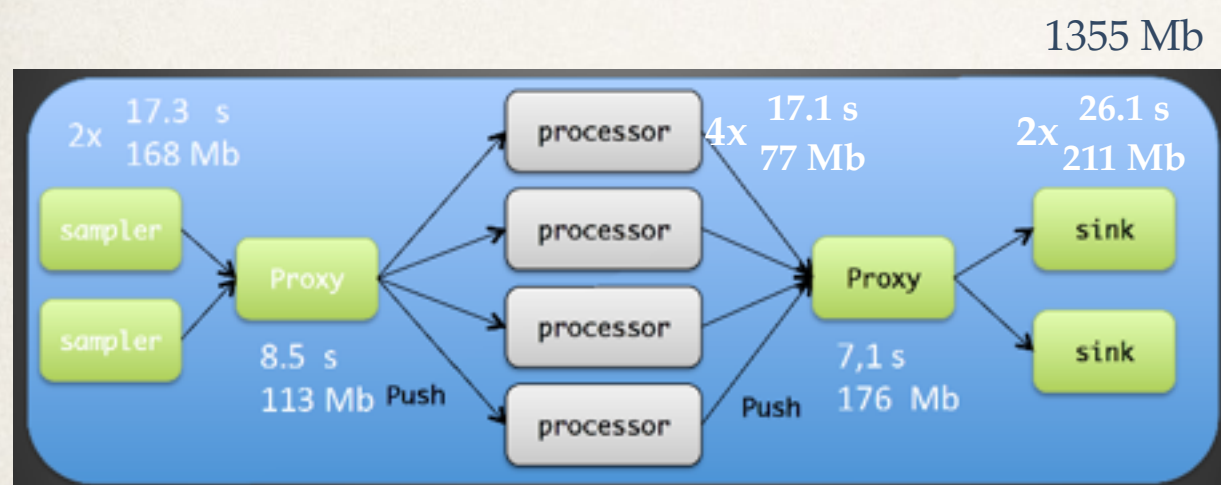 1355 Mb
2x 17.3 s
168 Mb
processor
4x 17.1 s
77 Mb
2x 26.1 s
211 Mb
sampler
processor
sink
Proxy
Proxy
sampler
processor
sink
8.5 s
113 Mb
Push
7,1 s
176 Mb
Push
processor